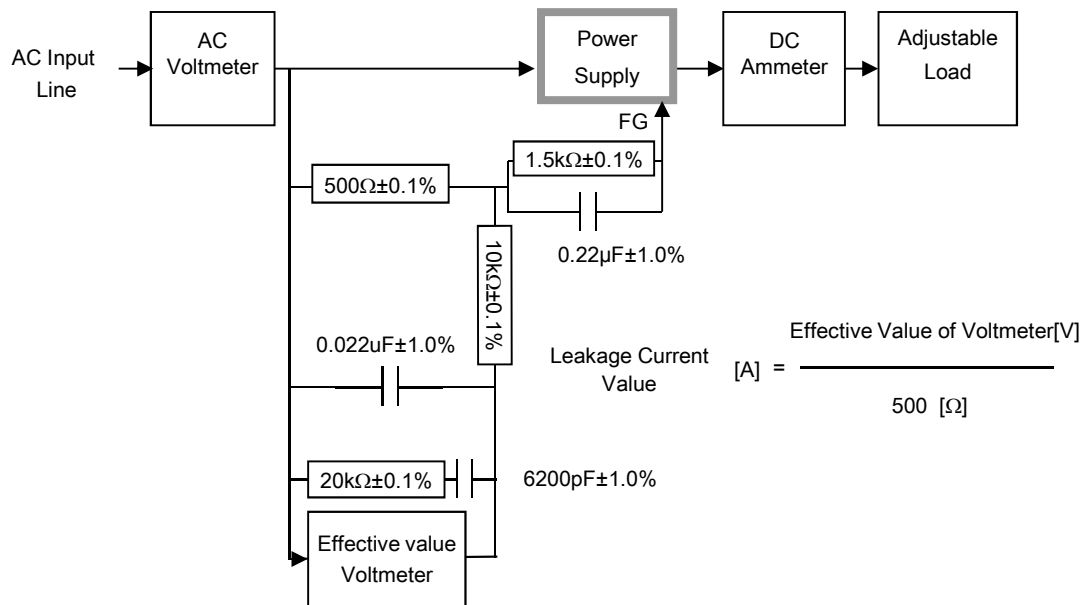 AC Input
Line
AC
Voltmeter
Power
Supply
DC
Ammeter
Adjustable
Load
FG
500Ω±0.1%
1.5kΩ±0.1%
0.22µF±1.0%
10kΩ±0.1%
0.022uF±1.0%
Leakage Current
Value
[A] =
Effective Value of Voltmeter[V]
500 [Ω]
20kΩ±0.1%
6200pF±1.0%
Effective value
Voltmeter